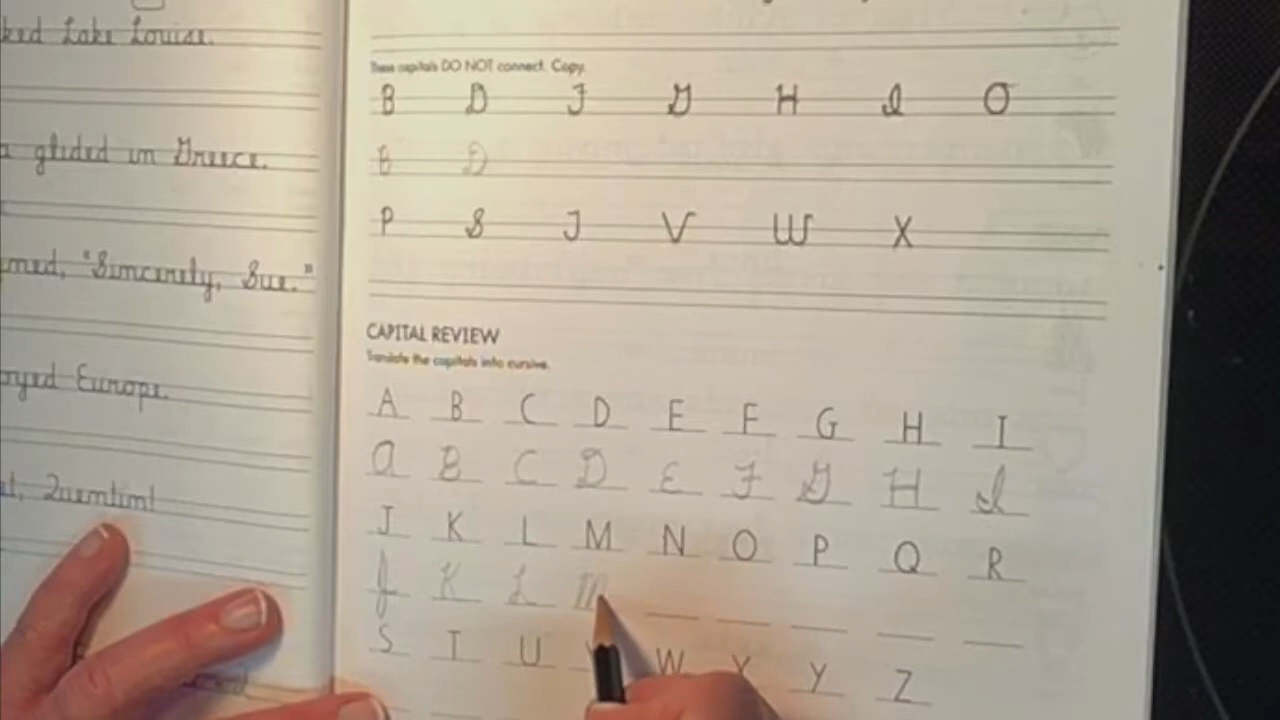 ked Lake Louise.
a glided in Greece.
med, "Sincerely, Sue."
oyed Europe.
t, Quentin!
These capitals DO NOT connect. Copy.
B D F G H I O
B D
P S T V W X
CAPITAL REVIEW
Translate the capitals into cursive.
A B C D E F G H I
A B C D E F G H I
J K L M N O P Q R
J K L M
S T U V W X Y Z